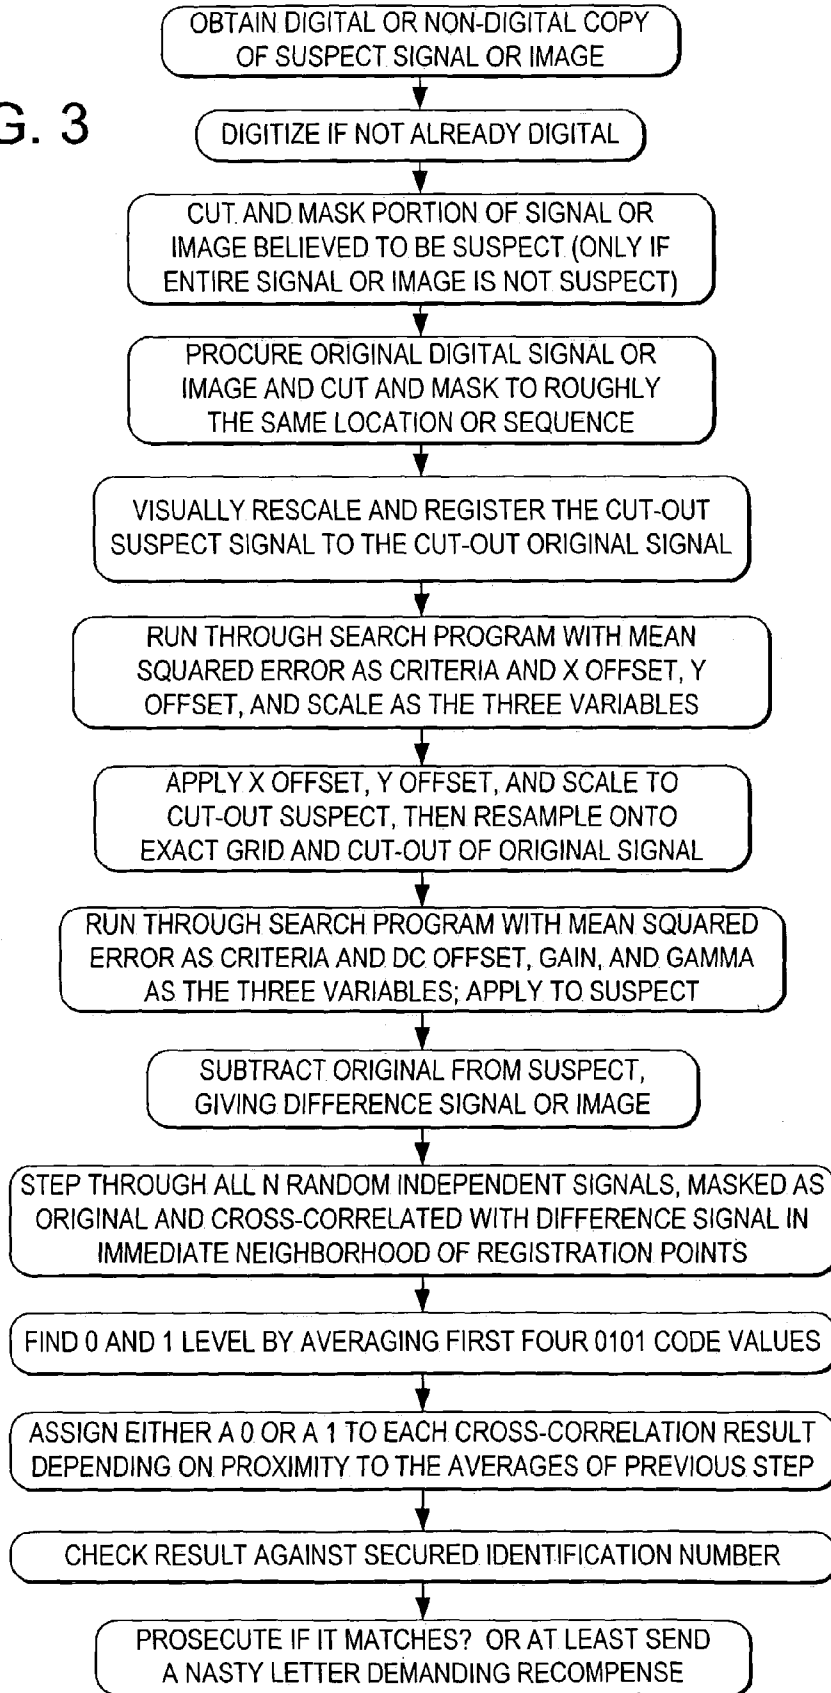 OBTAIN DIGITAL OR NON-DIGITAL COPY
OF SUSPECT SIGNAL OR IMAGE
G. 3
DIGITIZE IF NOT ALREADY DIGITAL
CUT AND MASK PORTION OF SIGNAL OR
IMAGE BELIEVED TO BE SUSPECT (ONLY IF
ENTIRE SIGNAL OR IMAGE IS NOT SUSPECT)
PROCURE ORIGINAL DIGITAL SIGNAL OR
IMAGE AND CUT AND MASK TO ROUGHLY
THE SAME LOCATION OR SEQUENCE
VISUALLY RESCALE AND REGISTER THE CUT-OUT
SUSPECT SIGNAL TO THE CUT-OUT ORIGINAL SIGNAL
RUN THROUGH SEARCH PROGRAM WITH MEAN
SQUARED ERROR AS CRITERIA AND X OFFSET, Y
OFFSET, AND SCALE AS THE THREE VARIABLES
APPLY X OFFSET, Y OFFSET, AND SCALE TO
CUT-OUT SUSPECT, THEN RESAMPLE ONTO
EXACT GRID AND CUT-OUT OF ORIGINAL SIGNAL
RUN THROUGH SEARCH PROGRAM WITH MEAN SQUARED
ERROR AS CRITERIA AND DC OFFSET, GAIN, AND GAMMA
AS THE THREE VARIABLES; APPLY TO SUSPECT
SUBTRACT ORIGINAL FROM SUSPECT,
GIVING DIFFERENCE SIGNAL OR IMAGE
STEP THROUGH ALL N RANDOM INDEPENDENT SIGNALS, MASKED AS
ORIGINAL AND CROSS-CORRELATED WITH DIFFERENCE SIGNAL IN
IMMEDIATE NEIGHBORHOOD OF REGISTRATION POINTS
FIND 0 AND 1 LEVEL BY AVERAGING FIRST FOUR 0101 CODE VALUES
ASSIGN EITHER A 0 OR A 1 TO EACH CROSS-CORRELATION RESULT
DEPENDING ON PROXIMITY TO THE AVERAGES OF PREVIOUS STEP
CHECK RESULT AGAINST SECURED IDENTIFICATION NUMBER
PROSECUTE IF IT MATCHES? OR AT LEAST SEND
A NASTY LETTER DEMANDING RECOMPENSE